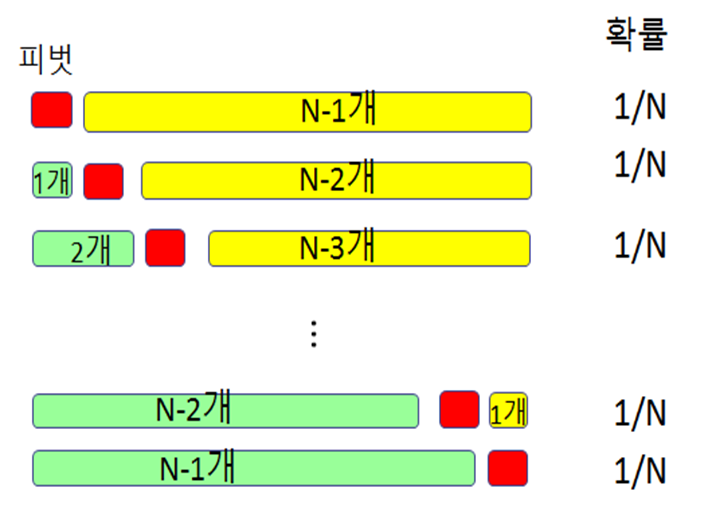 확률
피벗
N-1개 1/N
1개 N-2개 1/N
2개 N-3개 1/N
⋮
N-2개 1개 1/N
N-1개 1/N